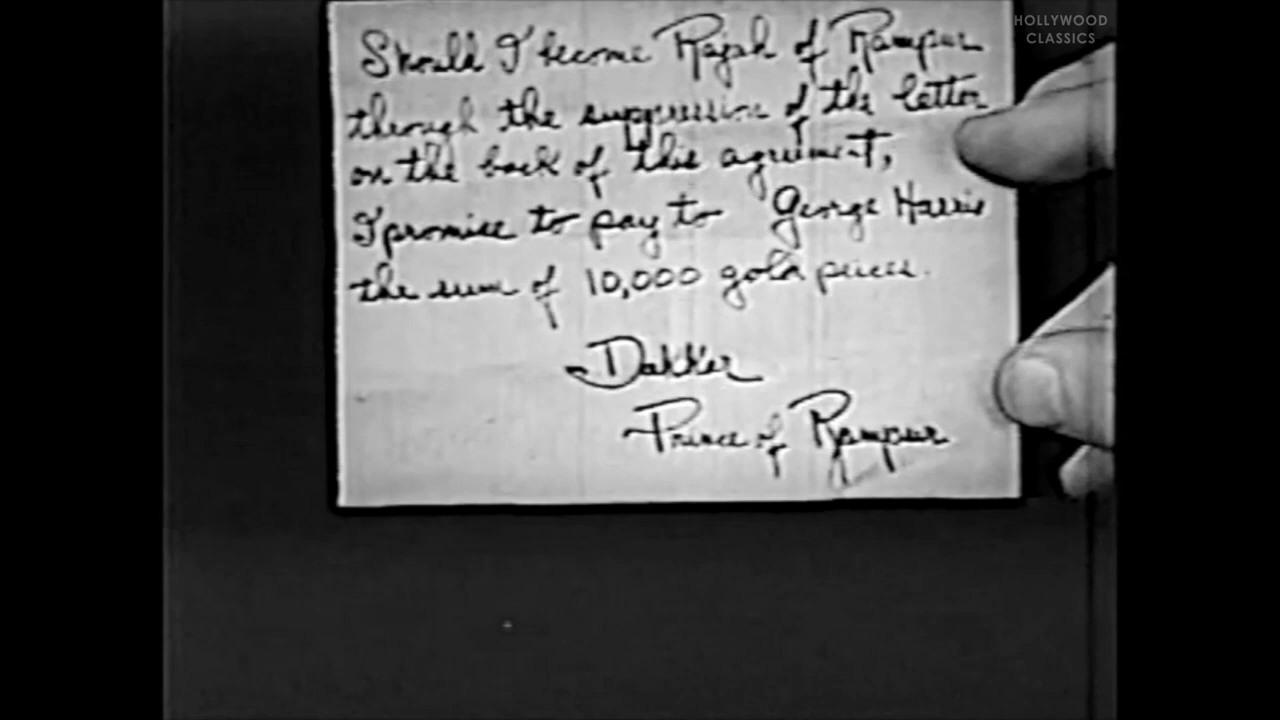 HOLLYWOOD
CLASSICS
Should I become Rajah of Rampur
through the suppression of the letter
on the back of this agreement,
I promise to pay to George Harris
the sum of 10,000 gold pieces.
Dakker
Prince of Rampur